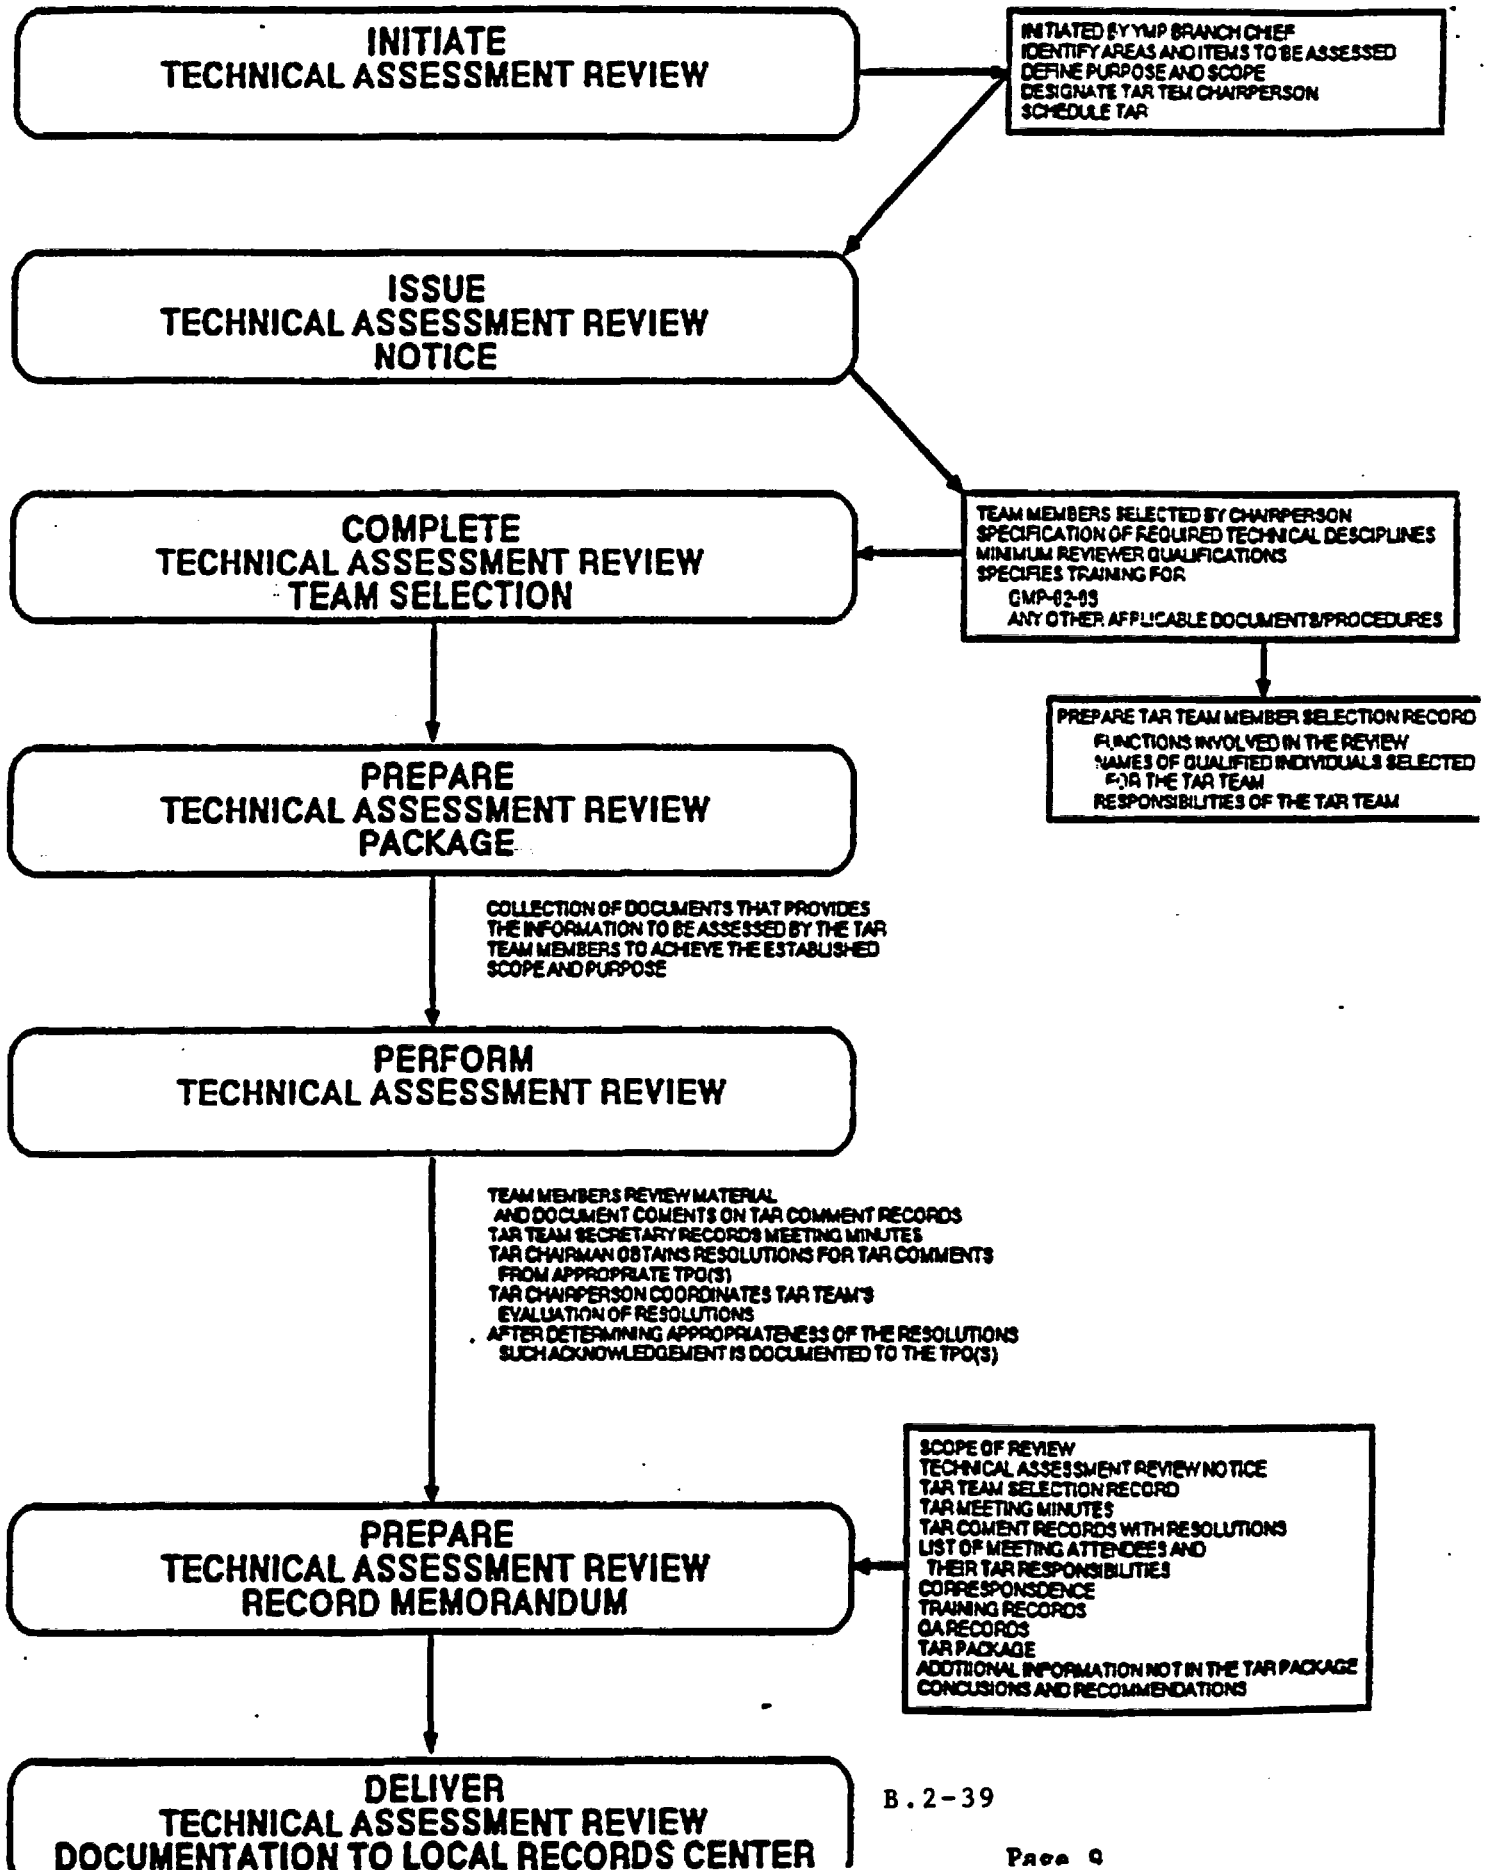 INITIATE
TECHNICAL ASSESSMENT REVIEW
INITIATED BY YMP BRANCH CHIEF
IDENTIFY AREAS AND ITEMS TO BE ASSESSED
DEFINE PURPOSE AND SCOPE
DESIGNATE TAR TEM CHAIRPERSON
SCHEDULE TAR
ISSUE
TECHNICAL ASSESSMENT REVIEW
NOTICE
COMPLETE
TECHNICAL ASSESSMENT REVIEW
TEAM SELECTION
TEAM MEMBERS SELECTED BY CHAIRPERSON
SPECIFICATION OF REQUIRED TECHNICAL DESCIPLINES
MINIMUM REVIEWER QUALIFICATIONS
SPECIFIES TRAINING FOR
ANY OTHER APPLICABLE DOCUMENTS/PROCEDURES
PREPARE TAR TEAM MEMBER SELECTION RECORD
FUNCTIONS INVOLVED IN THE REVIEW
NAMES OF QUALIFIED INDIVIDUALS SELECTED
FOR THE TAR TEAM
RESPONSIBILITIES OF THE TAR TEAM
PREPARE
TECHNICAL ASSESSMENT REVIEW
PACKAGE
COLLECTION OF DOCUMENTS THAT PROVIDES
THE INFORMATION TO BE ASSESSED BY THE TAR
TEAM MEMBERS TO ACHIEVE THE ESTABLISHED
SCOPE AND PURPOSE
PERFORM
TECHNICAL ASSESSMENT REVIEW
TEAM MEMBERS REVIEW MATERIAL
AND DOCUMENT COMENTS ON TAR COMMENT RECORDS
TAR TEAM SECRETARY RECORDS MEETING MINUTES
TAR CHAIRMAN OBTAINS RESOLUTIONS FOR TAR COMMENTS
FROM APPROPRIATE TPO(S)
TAR CHAIRPERSON COORDINATES TAR TEAM'S
EVALUATION OF RESOLUTIONS
AFTER DETERMINING APPROPRIATENESS OF THE RESOLUTIONS
SUCH ACKNOWLEDGEMENT IS DOCUMENTED TO THE TPO(S)
PREPARE
TECHNICAL ASSESSMENT REVIEW
RECORD MEMORANDUM
SCOPE OF REVIEW
TECHNICAL ASSESSMENT REVIEW NOTICE
TAR TEAM SELECTION RECORD
TAR MEETING MINUTES
TAR COMENT RECORDS WITH RESOLUTIONS
LIST OF MEETING ATTENDEES AND
THEIR TAR RESPONSIBILITIES
CORRESPONSDENCE
TRAINING RECORDS
QA RECORDS
TAR PACKAGE
ADDTIIONAL INFORMATION NOT IN THE TAR PACKAGE
CONCUSIONS AND RECOMMENDATIONS
DELIVER
TECHNICAL ASSESSMENT REVIEW
DOCUMENTATION TO LOCAL RECORDS CENTER
B.2-39
Page 9